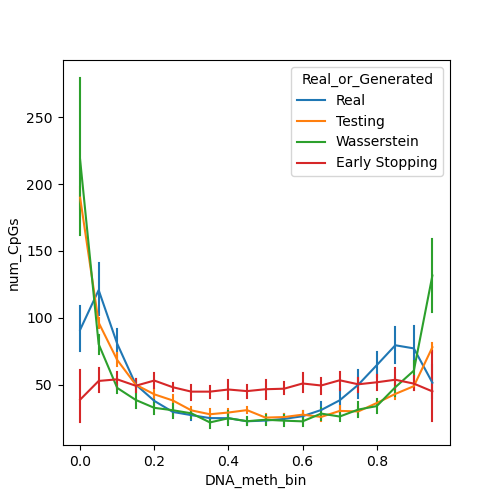 Real_or_Generated
Real
Testing
Wasserstein
Early Stopping
250
200
150
100
50
num_CpGs
0.0 0.2 0.4 0.6 0.8
DNA_meth_bin